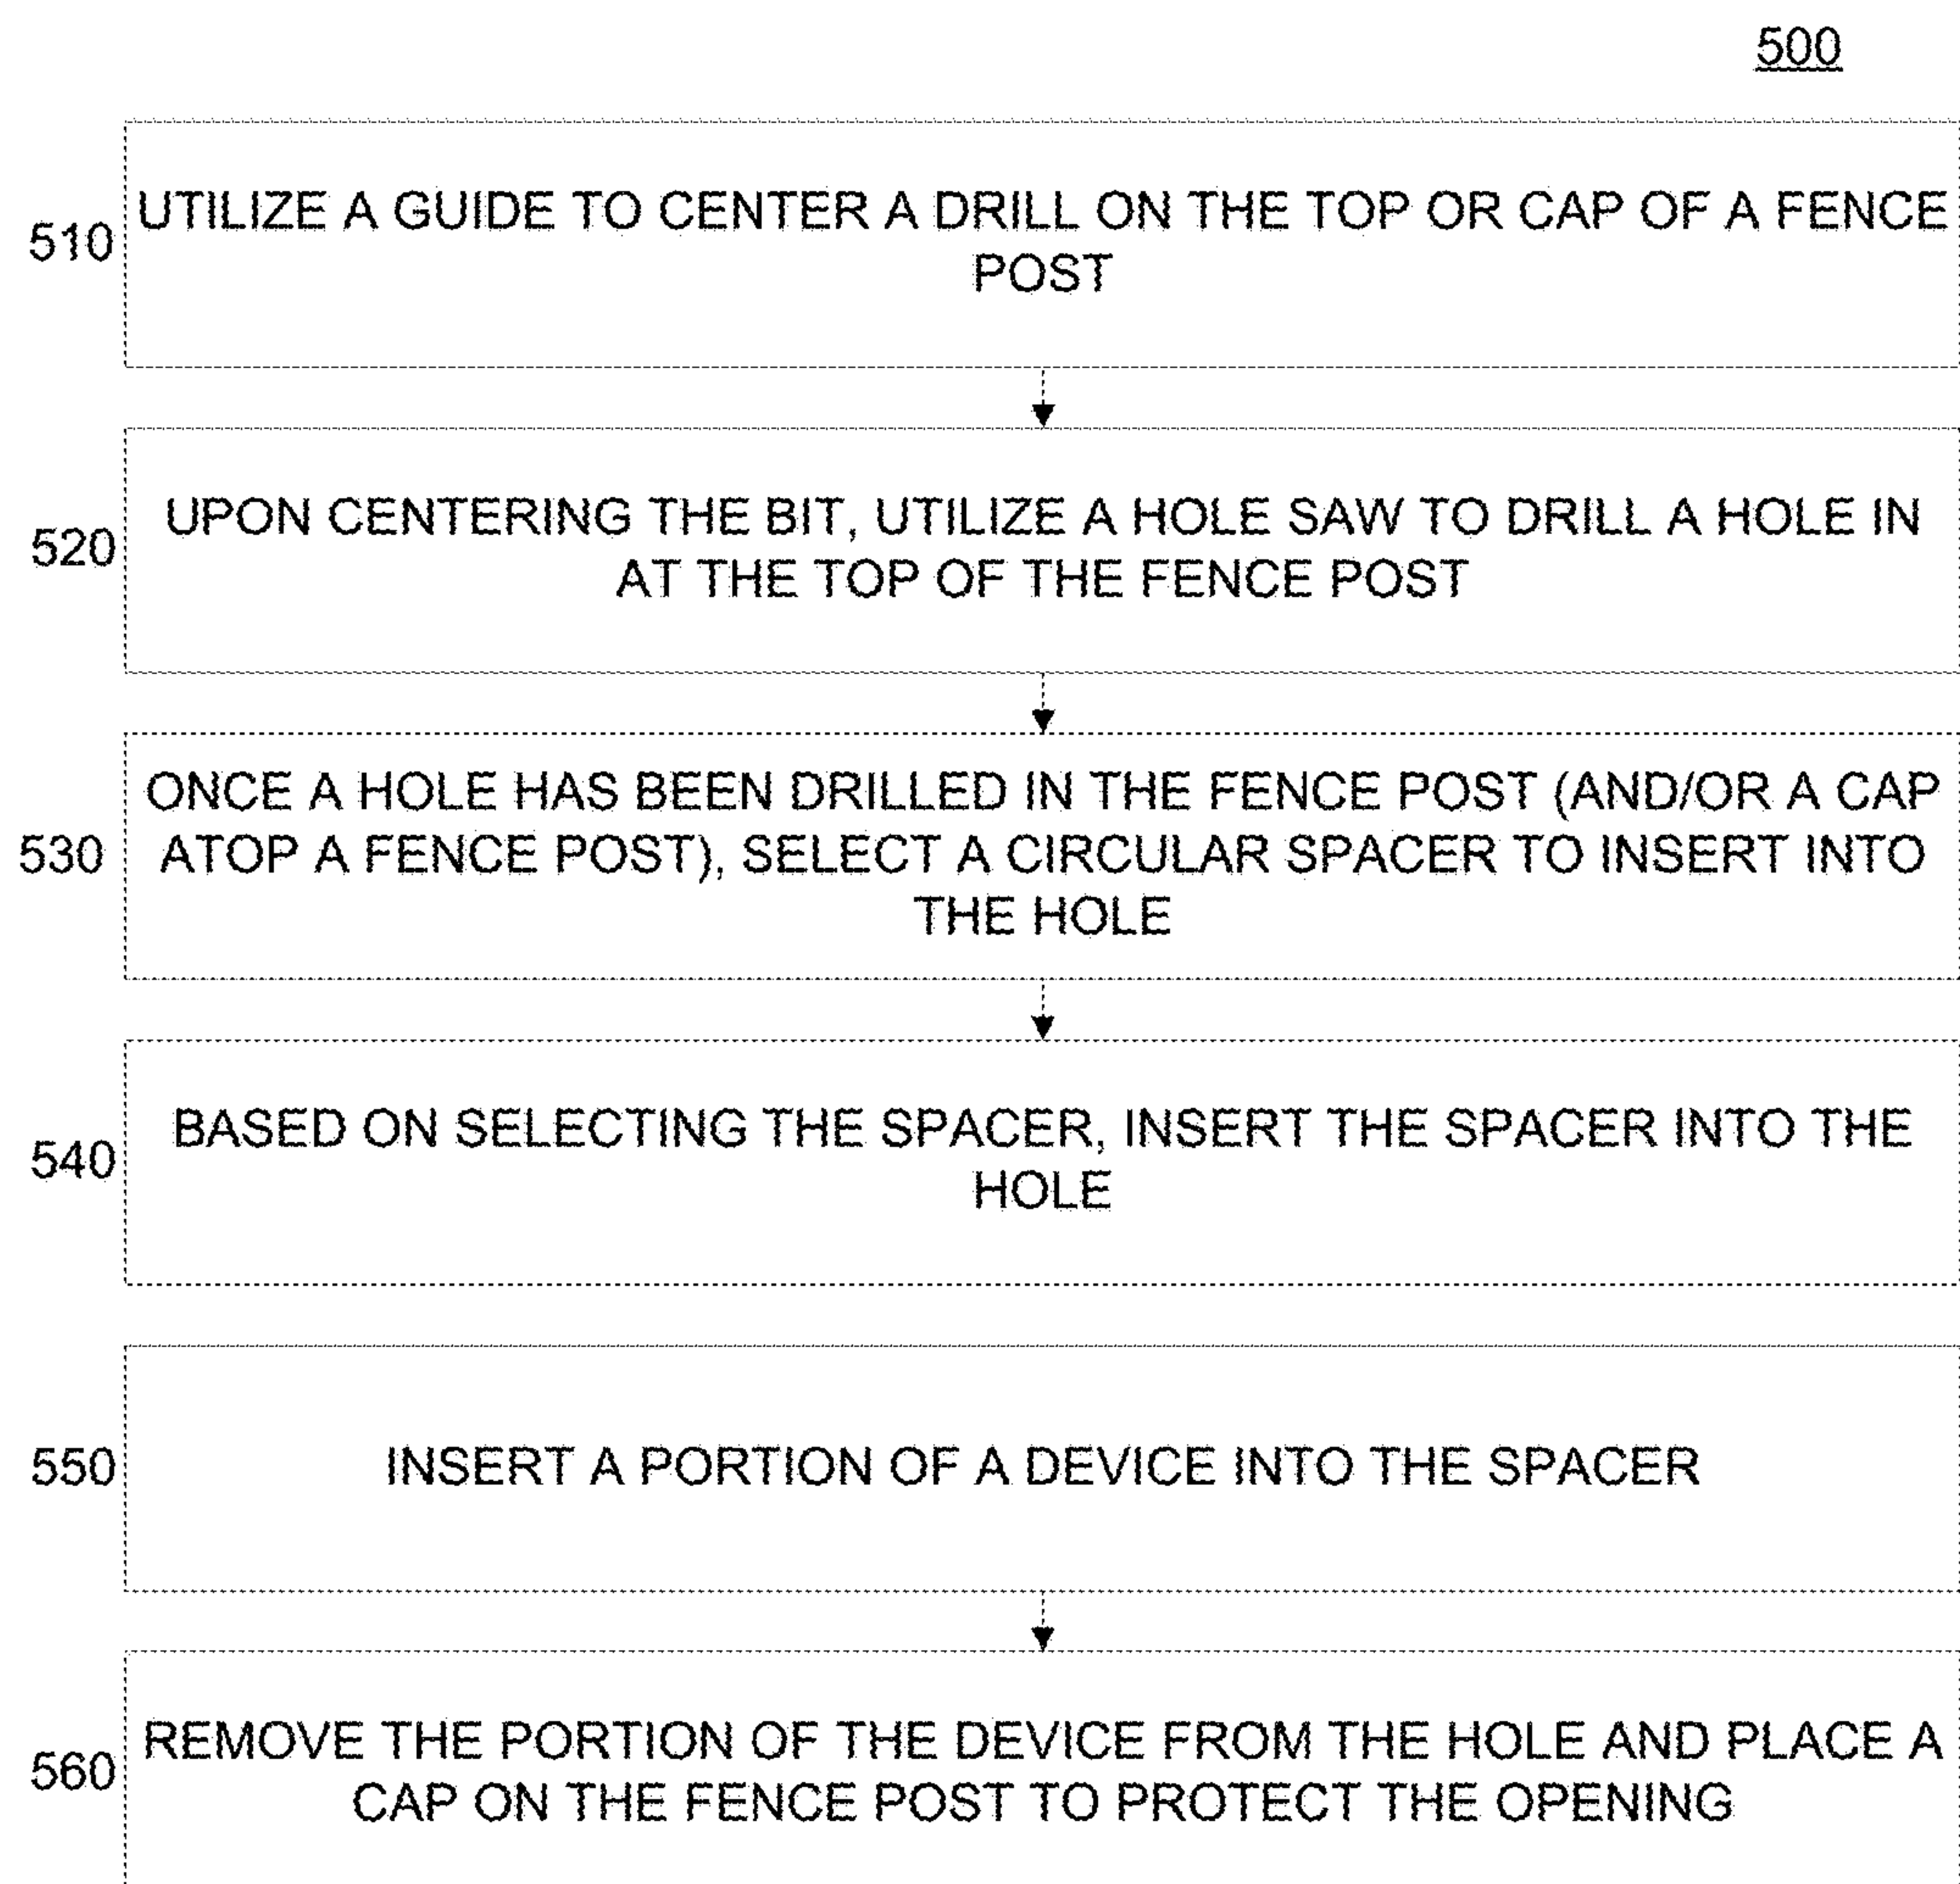 500
510
UTILIZE A GUIDE TO CENTER A DRILL ON THE TOP OR CAP OF A FENCE
POST
520
UPON CENTERING THE BIT, UTILIZE A HOLE SAW TO DRILL A HOLE IN
AT THE TOP OF THE FENCE POST
530
ONCE A HOLE HAS BEEN DRILLED IN THE FENCE POST (AND/OR A CAP
ATOP A FENCE POST), SELECT A CIRCULAR SPACER TO INSERT INTO
THE HOLE
540
BASED ON SELECTING THE SPACER, INSERT THE SPACER INTO THE
HOLE
550
INSERT A PORTION OF A DEVICE INTO THE SPACER
560
REMOVE THE PORTION OF THE DEVICE FROM THE HOLE AND PLACE A
CAP ON THE FENCE POST TO PROTECT THE OPENING